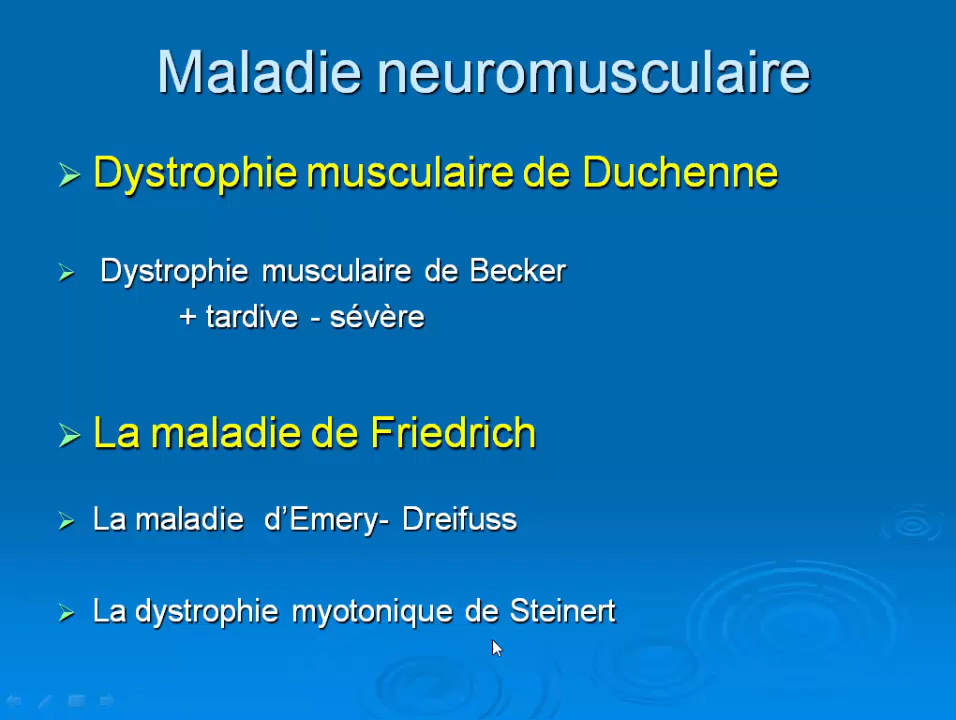 Maladie neuromusculaire
Dystrophie musculaire de Duchenne
Dystrophie musculaire de Becker
+ tardive - sévère
La maladie de Friedrich
La maladie d’Emery- Dreifuss
La dystrophie myotonique de Steinert